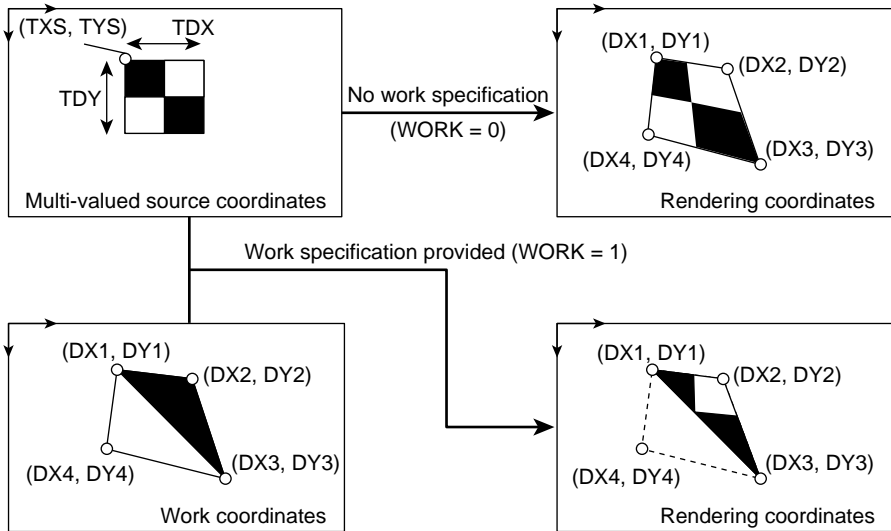 (TXS, TYS)
TDX
TDY
Multi-valued source coordinates
No work specification
(WORK = 0)
(DX1, DY1)
(DX2, DY2)
(DX4, DY4)
(DX3, DY3)
Rendering coordinates
Work specification provided (WORK = 1)
(DX1, DY1)
(DX2, DY2)
(DX4, DY4)
(DX3, DY3)
Work coordinates
(DX1, DY1)
(DX2, DY2)
(DX4, DY4)
(DX3, DY3)
Rendering coordinates